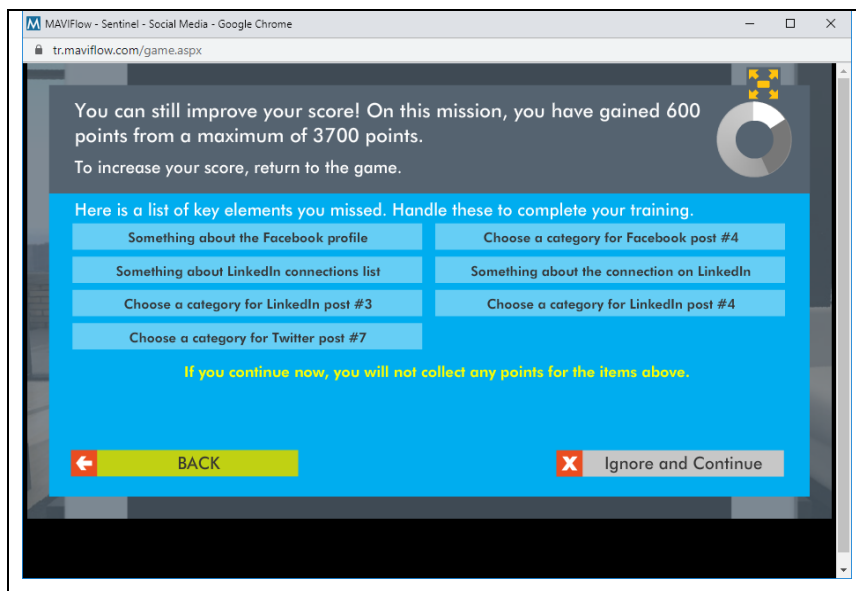 MAVIFlow - Sentinel - Social Media - Google Chrome
tr.maviflow.com/game.aspx
You can still improve your score! On this mission, you have gained 600
points from a maximum of 3700 points.
To increase your score, return to the game.
Here is a list of key elements you missed. Handle these to complete your training.
Something about the Facebook profile
Choose a category for Facebook post #4
Something about LinkedIn connections list
Something about the connection on LinkedIn
Choose a category for LinkedIn post #3
Choose a category for LinkedIn post #4
Choose a category for Twitter post #7
If you continue now, you will not collect any points for the items above.
BACK
X Ignore and Continue